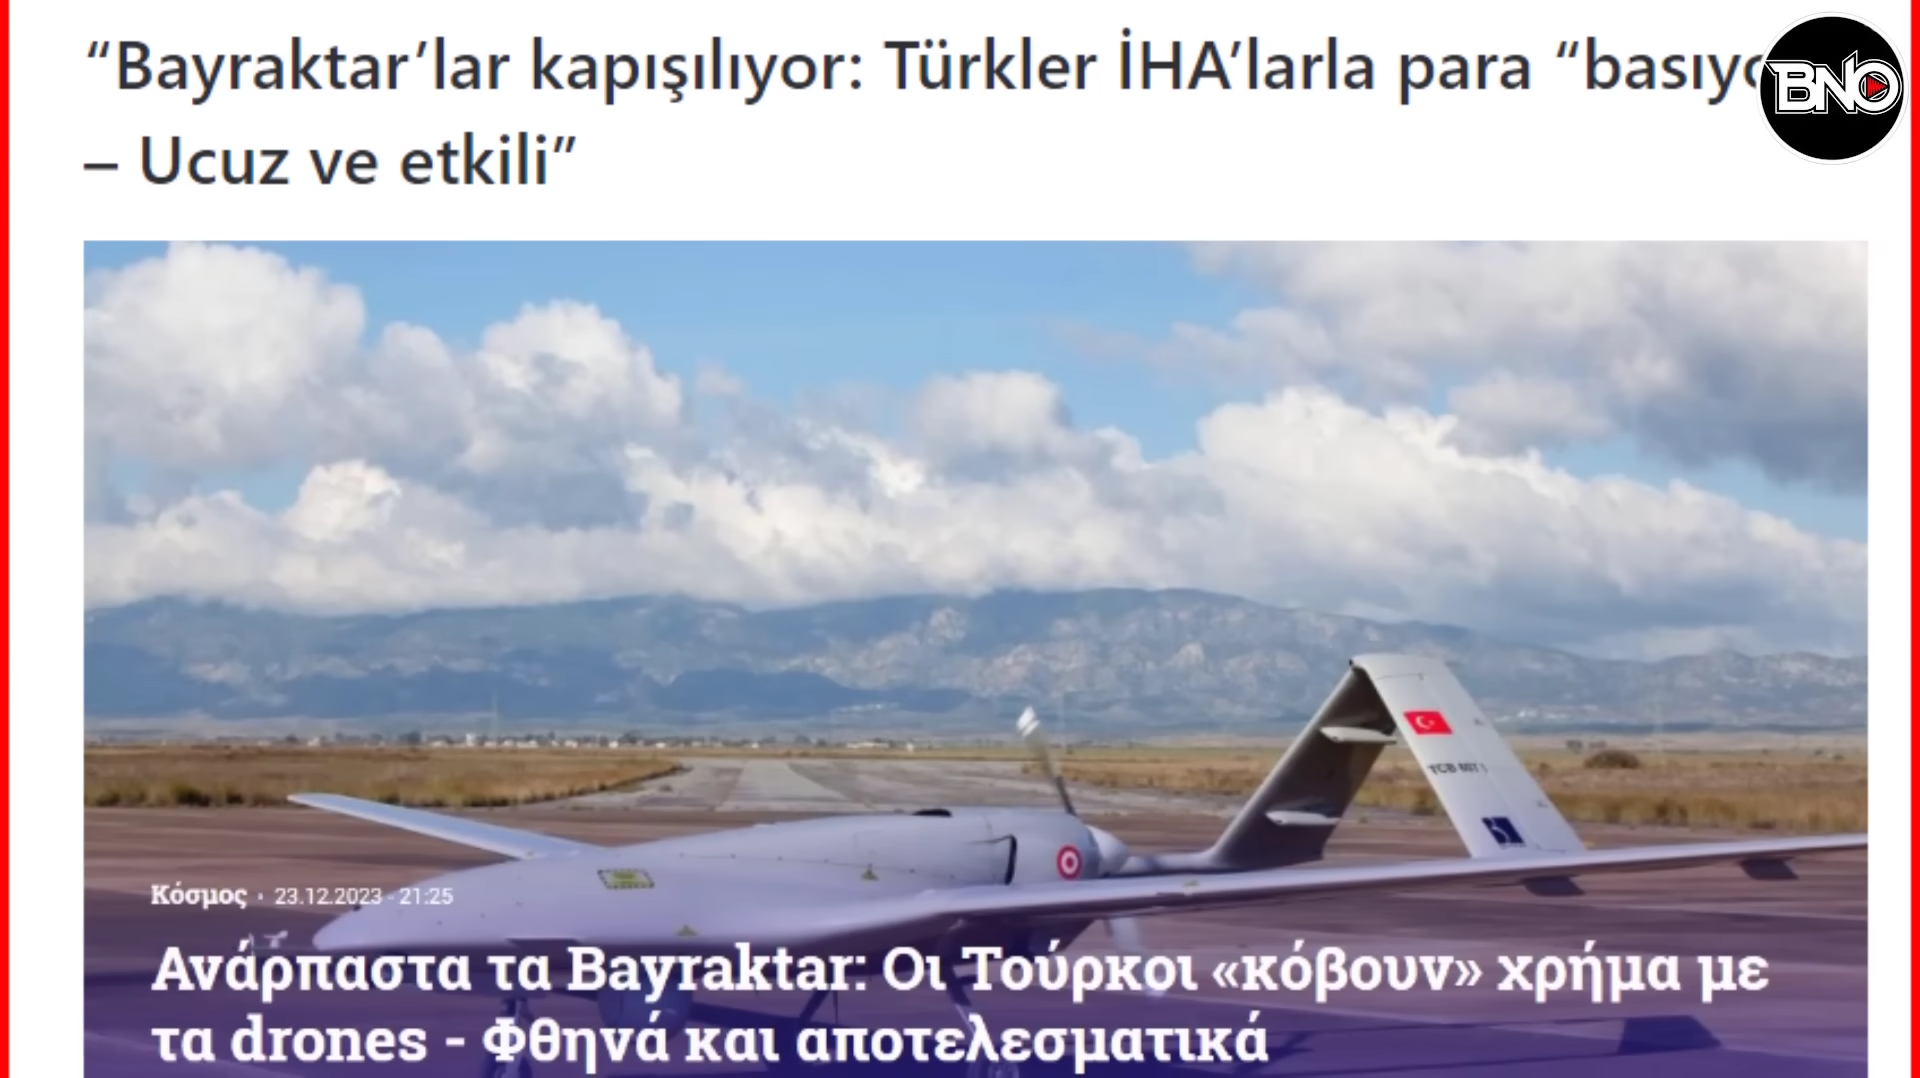 “Bayraktar’lar kapışılıyor: Türkler İHA’larla para
– Ucuz ve etkili”
BNO
Κόσμος · 23.12.2023 - 21:25
Ανάρπαστα τα Bayraktar: Οι Τούρκοι «κόβουν» χρήμα με
τα drones - Φθηνά και αποτελεσματικά